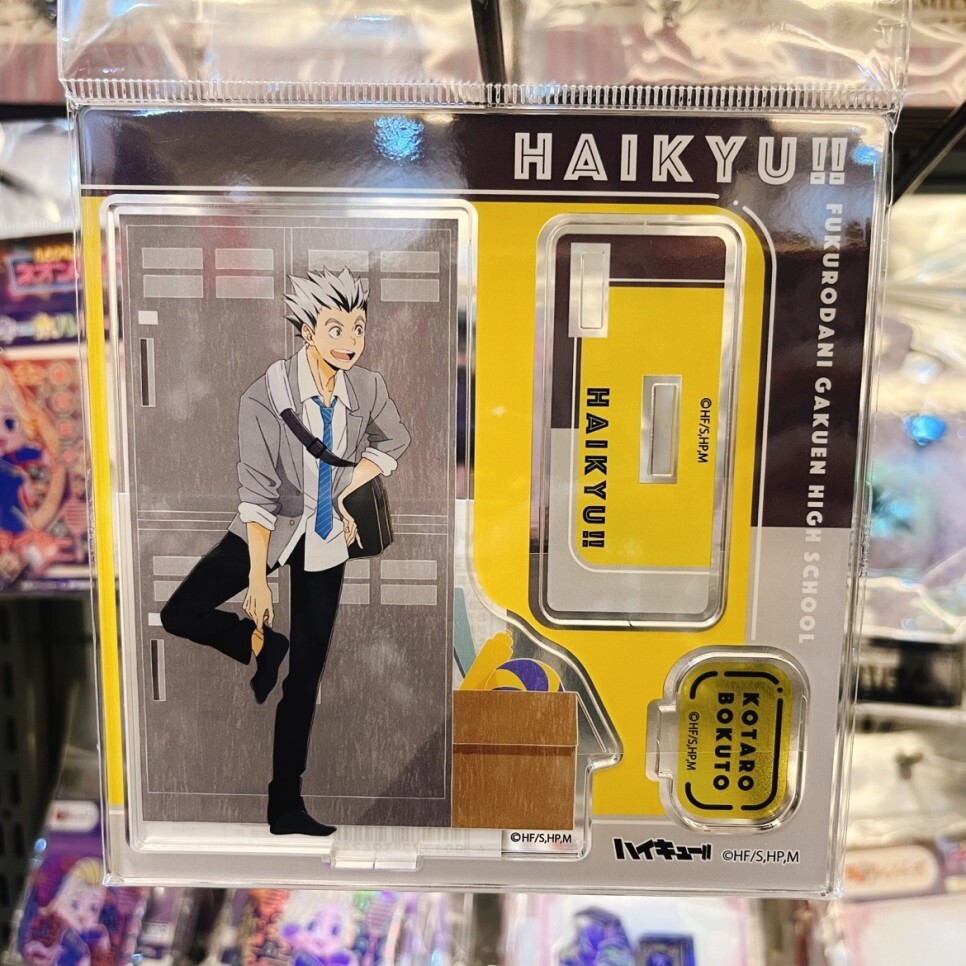 HAIKYU!!
FUKURODANI GAKUEN HIGH SCHOOL
HAIKYU!!
©HF/S,HP,M
KOTARO
BOKUTO
©HF/S,HP,M
©HF/S,HP,M
ハイキュー!! ©HF/S,HP,M